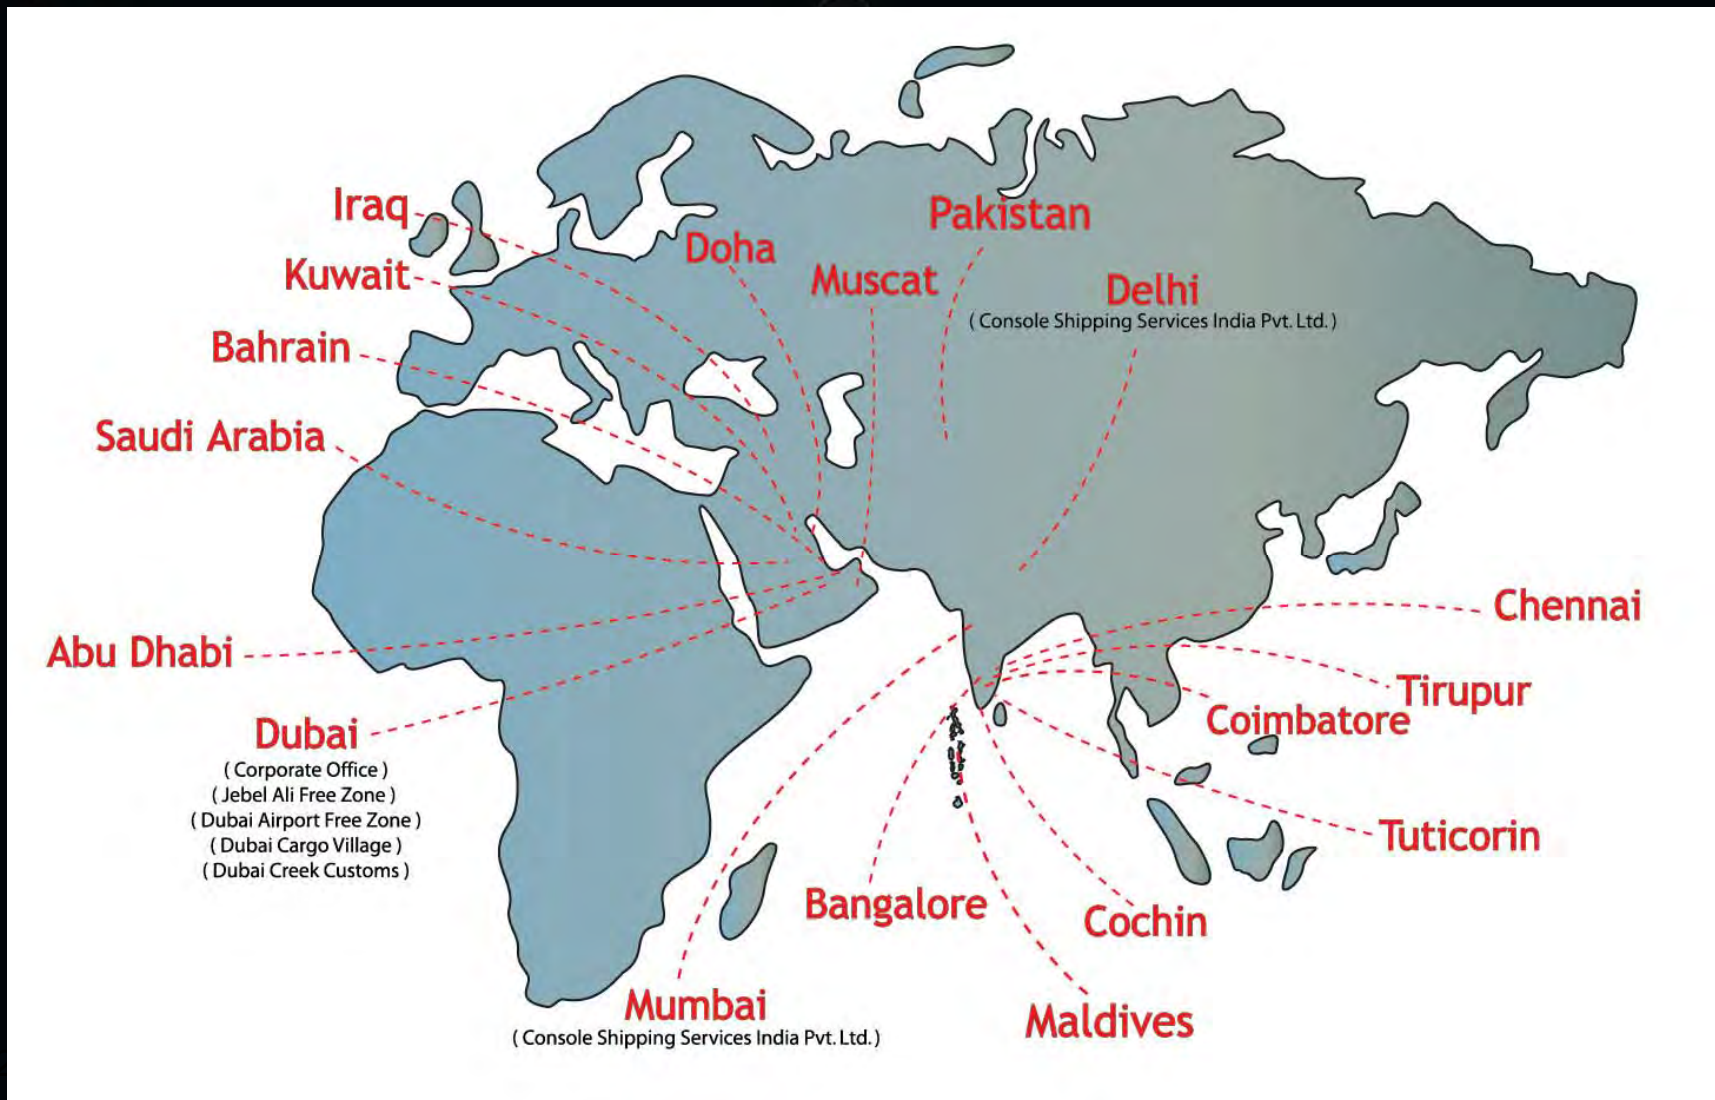 Iraq
Pakistan
Doha
Kuwait
Muscat
Delhi
( Console Shipping Services India Pvt. Ltd. )
Bahrain
Saudi Arabia
Chennai
Abu Dhabi
Tirupur
Coimbatore
Dubai
( Corporate Office )
( Jebel Ali Free Zone )
( Dubai Airport Free Zone )
( Dubai Cargo Village )
( Dubai Creek Customs )
Tuticorin
Bangalore
Cochin
Mumbai
( Console Shipping Services India Pvt. Ltd. )
Maldives